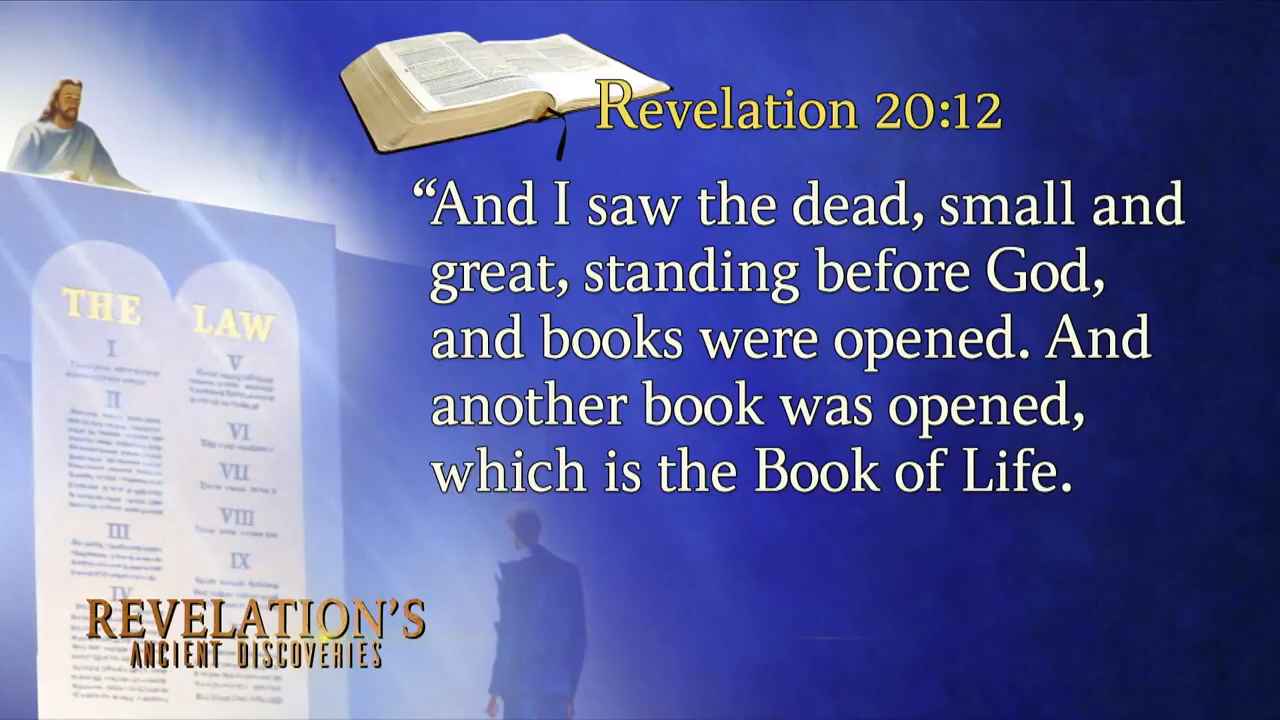 Revelation 20:12
“And I saw the dead, small and
great, standing before God,
and books were opened. And
another book was opened,
which is the Book of Life.
THE LAW
I
II
III
IV
V
VI
VII
VIII
IX
REVELATION'S
ANCIENT DISCOVERIES